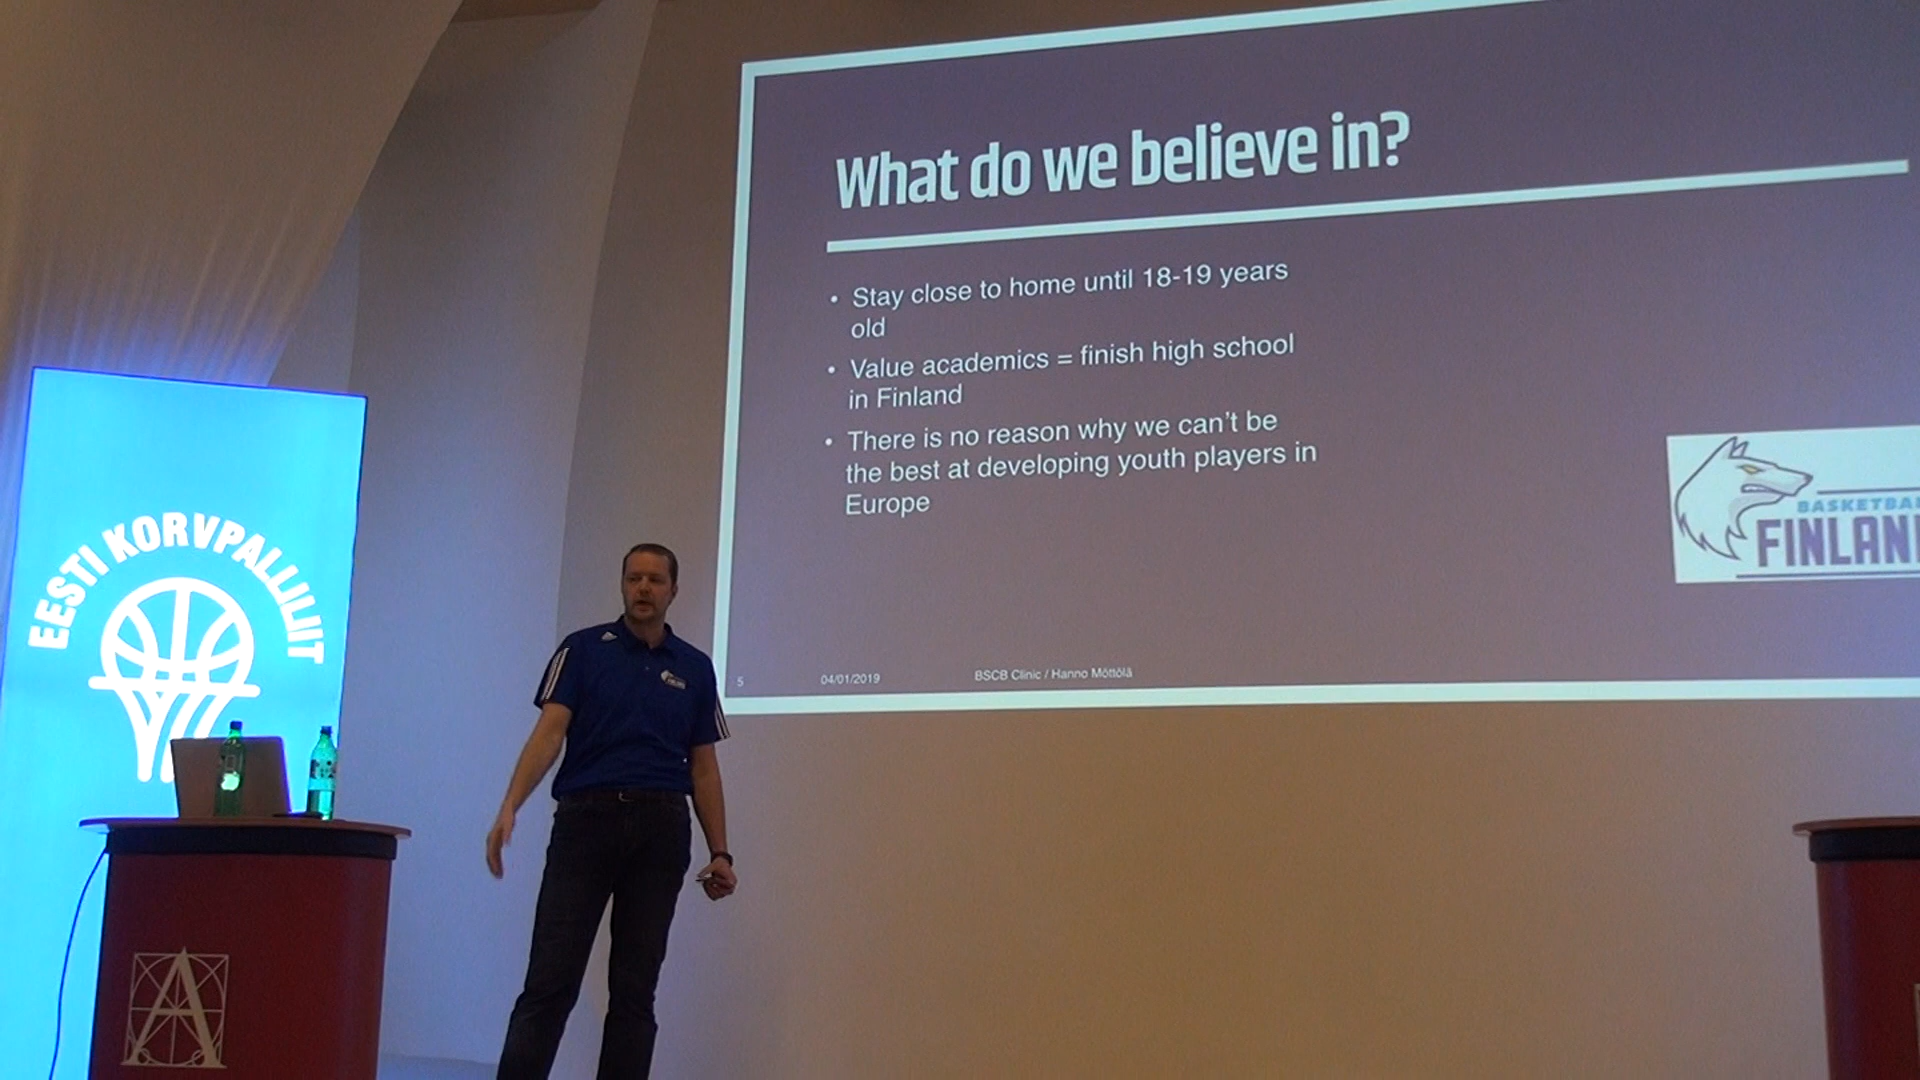 What do we believe in?
• Stay close to home until 18-19 years
old
• Value academics = finish high school
in Finland
• There is no reason why we can't be
the best at developing youth players in
Europe
FINLAN
5 04/01/2019 BSCB Clinic / Hanno Möttölä
EESTI KORVPALLILIIT
A